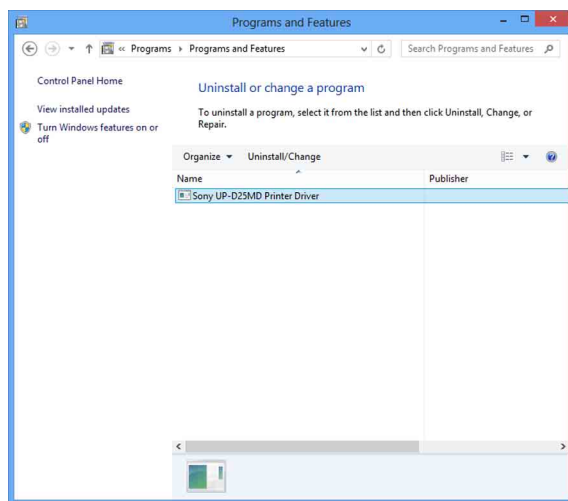 Programs and Features
« Programs › Programs and Features
Search Programs and Features
Control Panel Home
View installed updates
Turn Windows features on or
off
Uninstall or change a program
To uninstall a program, select it from the list and then click Uninstall, Change, or
Repair.
Organize Uninstall/Change
Name Publisher
Sony UP-D25MD Printer Driver